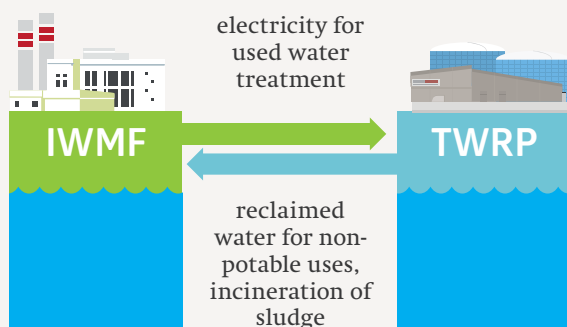 electricity for
used water
treatment
IWMF
TWRP
reclaimed
water for non-
potable uses,
incineration of
sludge